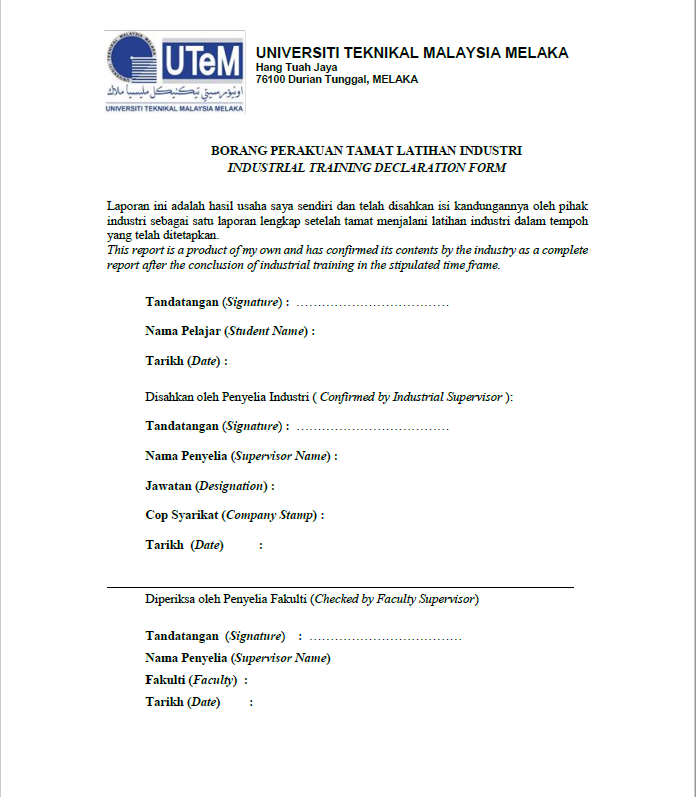 UTeM
اونيۏرسيتي تيكنيكل مليسيا ملاك
UNIVERSITI TEKNIKAL MALAYSIA MELAKA
UNIVERSITI TEKNIKAL MALAYSIA MELAKA
Hang Tuah Jaya
76100 Durian Tunggal, MELAKA
BORANG PERAKUAN TAMAT LATIHAN INDUSTRI
INDUSTRIAL TRAINING DECLARATION FORM
Laporan ini adalah hasil usaha saya sendiri dan telah disahkan isi kandungannya oleh pihak
industri sebagai satu laporan lengkap setelah tamat menjalani latihan industri dalam tempoh
yang telah ditetapkan.
This report is a product of my own and has confirmed its contents by the industry as a complete
report after the conclusion of industrial training in the stipulated time frame.
Tandatangan (Signature) : ………………………………
Nama Pelajar (Student Name) :
Tarikh (Date) :
Disahkan oleh Penyelia Industri ( Confirmed by Industrial Supervisor ):
Tandatangan (Signature) : ………………………………
Nama Penyelia (Supervisor Name) :
Jawatan (Designation) :
Cop Syarikat (Company Stamp) :
Tarikh (Date) :
Diperiksa oleh Penyelia Fakulti (Checked by Faculty Supervisor)
Tandatangan (Signature) : ………………………………
Nama Penyelia (Supervisor Name)
Fakulti (Faculty) :
Tarikh (Date) :